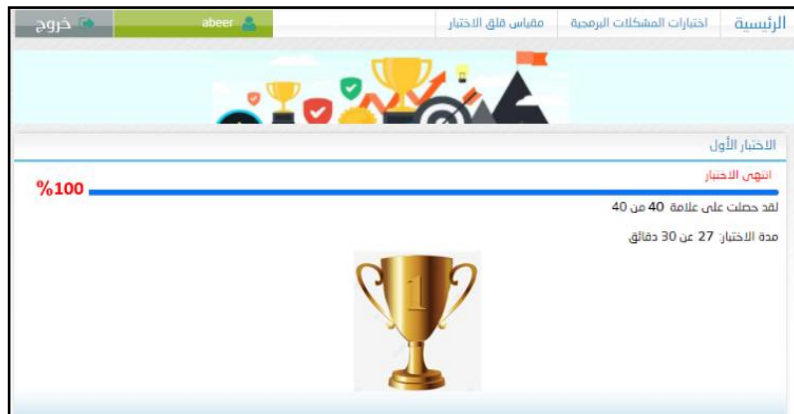 الرئيسية اختبارات المشكلات البرمجية مقياس قلق الاختبار abeer خروج
الاختبار الأول
انتهى الاختبار
%100
لقد حصلت على علامة 40 من 40
مدة الاختبار: 27 عن 30 دقائق
1